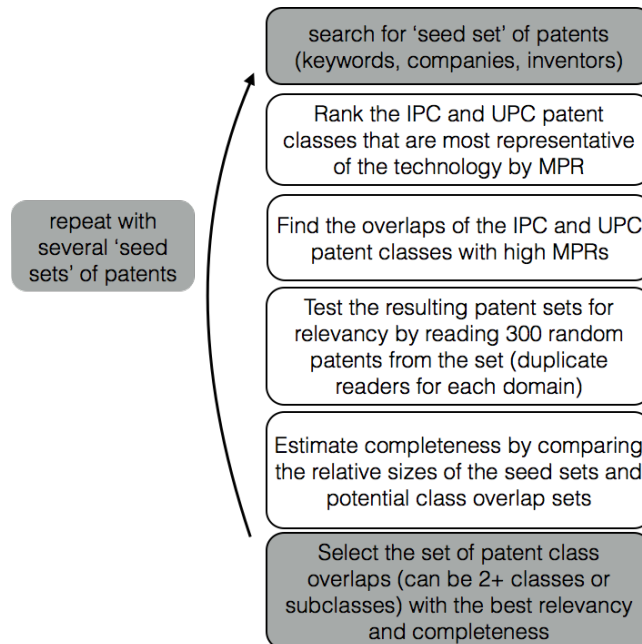 search for ‘seed set’ of patents
(keywords, companies, inventors)
Rank the IPC and UPC patent
classes that are most representative
of the technology by MPR
repeat with
several ‘seed
sets’ of patents
Find the overlaps of the IPC and UPC
patent classes with high MPRs
Test the resulting patent sets for
relevancy by reading 300 random
patents from the set (duplicate
readers for each domain)
Estimate completeness by comparing
the relative sizes of the seed sets and
potential class overlap sets
Select the set of patent class
overlaps (can be 2+ classes or
subclasses) with the best relevancy
and completeness